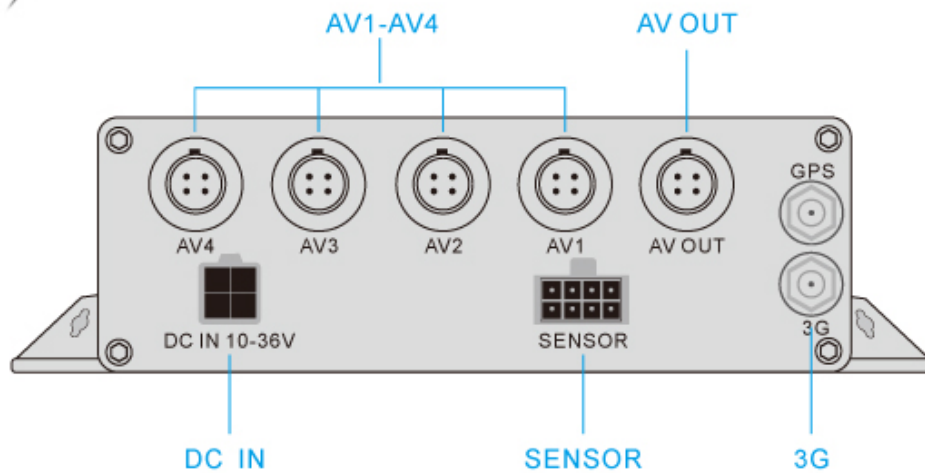 AV1-AV4 AV OUT
GPS
AV4 AV3 AV2 AV1 AV OUT
DC IN 10-36V SENSOR 3G
DC IN SENSOR 3G